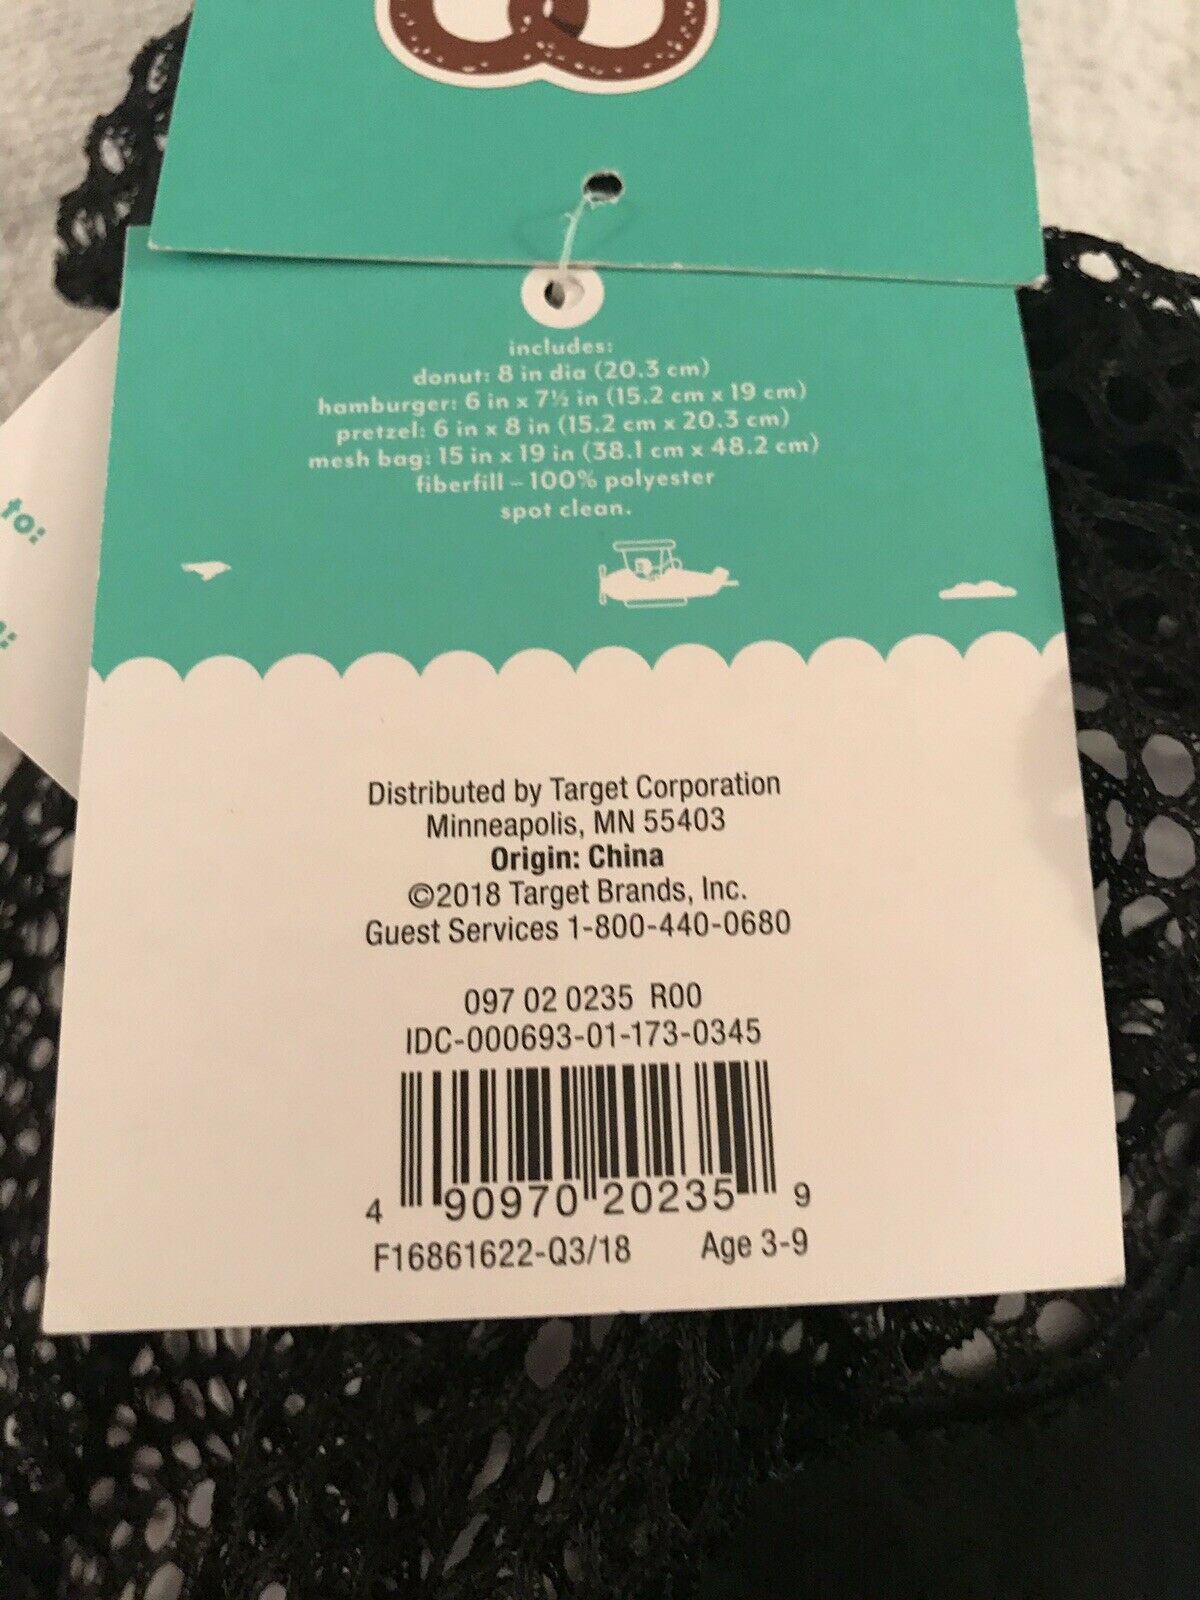 includes:
donut: 8 in dia (20.3 cm)
hamburger: 6 in x 7½ in (15.2 cm x 19 cm)
pretzel: 6 in x 8 in (15.2 cm x 20.3 cm)
mesh bag: 15 in x 19 in (38.1 cm x 48.2 cm)
fiberfill – 100% polyester
spot clean.
to:
Distributed by Target Corporation
Minneapolis, MN 55403
Origin: China
©2018 Target Brands, Inc.
Guest Services 1-800-440-0680
097 02 0235 R00
IDC-000693-01-173-0345
4 90970 20235 9
F16861622-Q3/18 Age 3-9